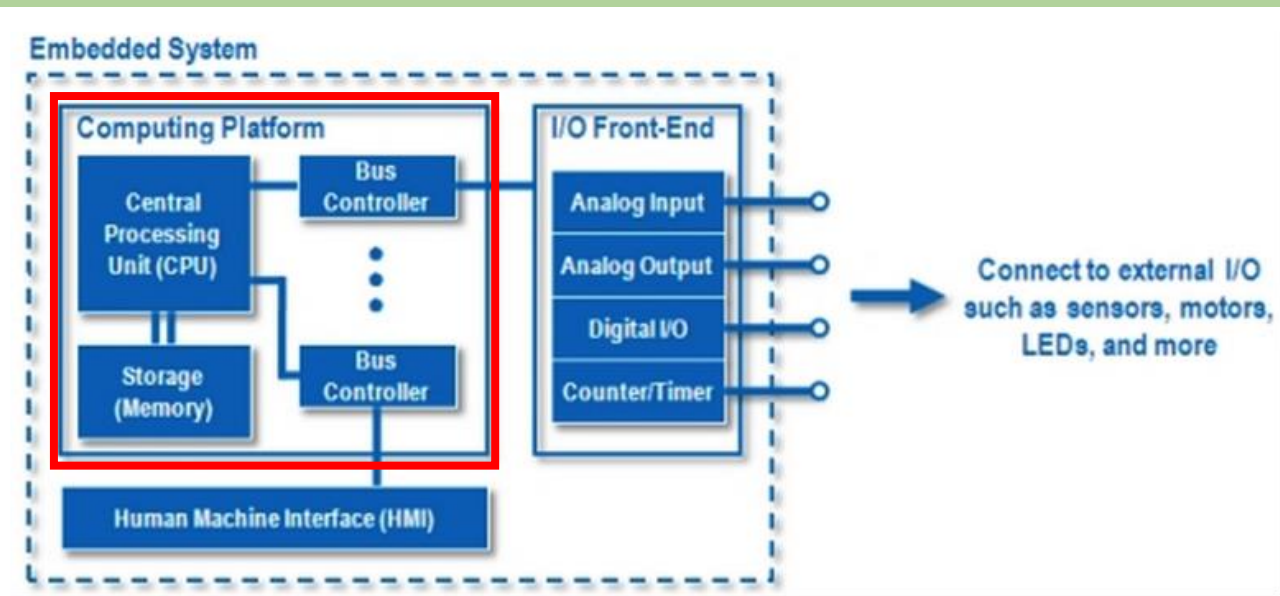 Embedded System
Computing Platform
Central
Processing
Unit (CPU)
Storage
(Memory)
Bus
Controller
Bus
Controller
Human Machine Interface (HMI)
I/O Front-End
Analog Input
Analog Output
Digital I/O
Counter/Timer
Connect to external I/O
such as sensors, motors,
LEDs, and more